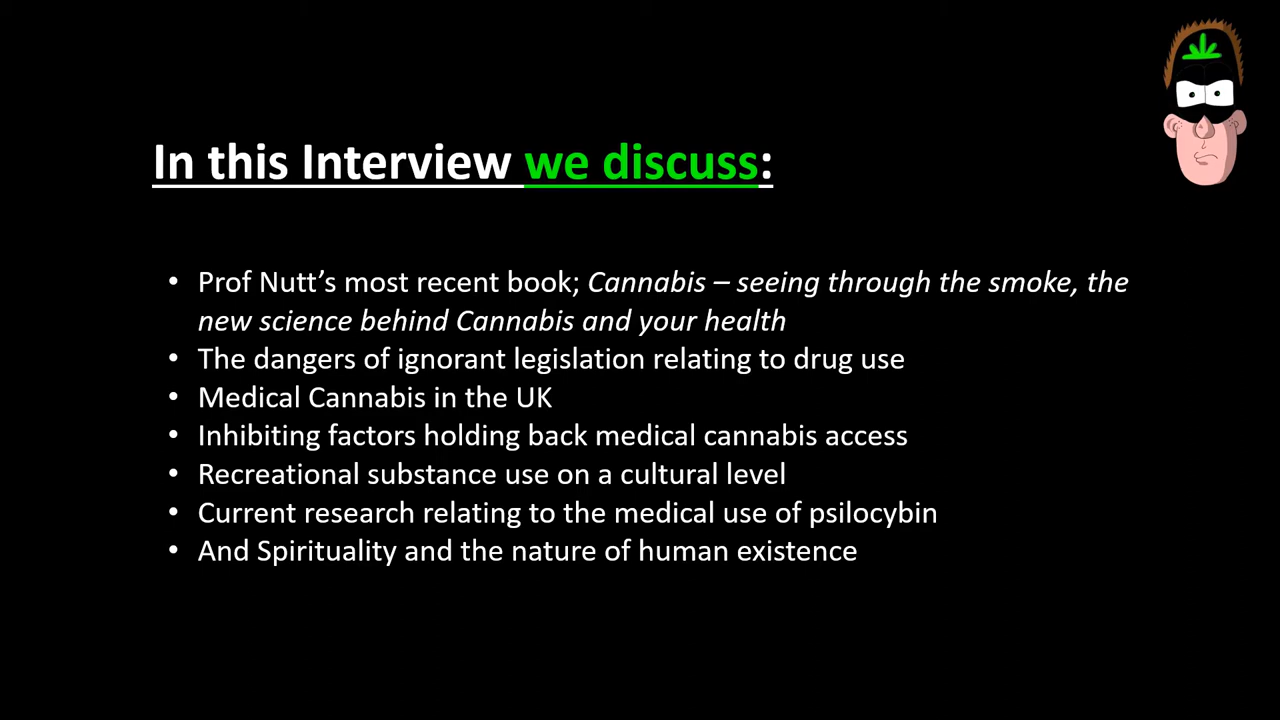 In this Interview we discuss:
• Prof Nutt’s most recent book; Cannabis – seeing through the smoke, the
new science behind Cannabis and your health
• The dangers of ignorant legislation relating to drug use
• Medical Cannabis in the UK
• Inhibiting factors holding back medical cannabis access
• Recreational substance use on a cultural level
• Current research relating to the medical use of psilocybin
• And Spirituality and the nature of human existence